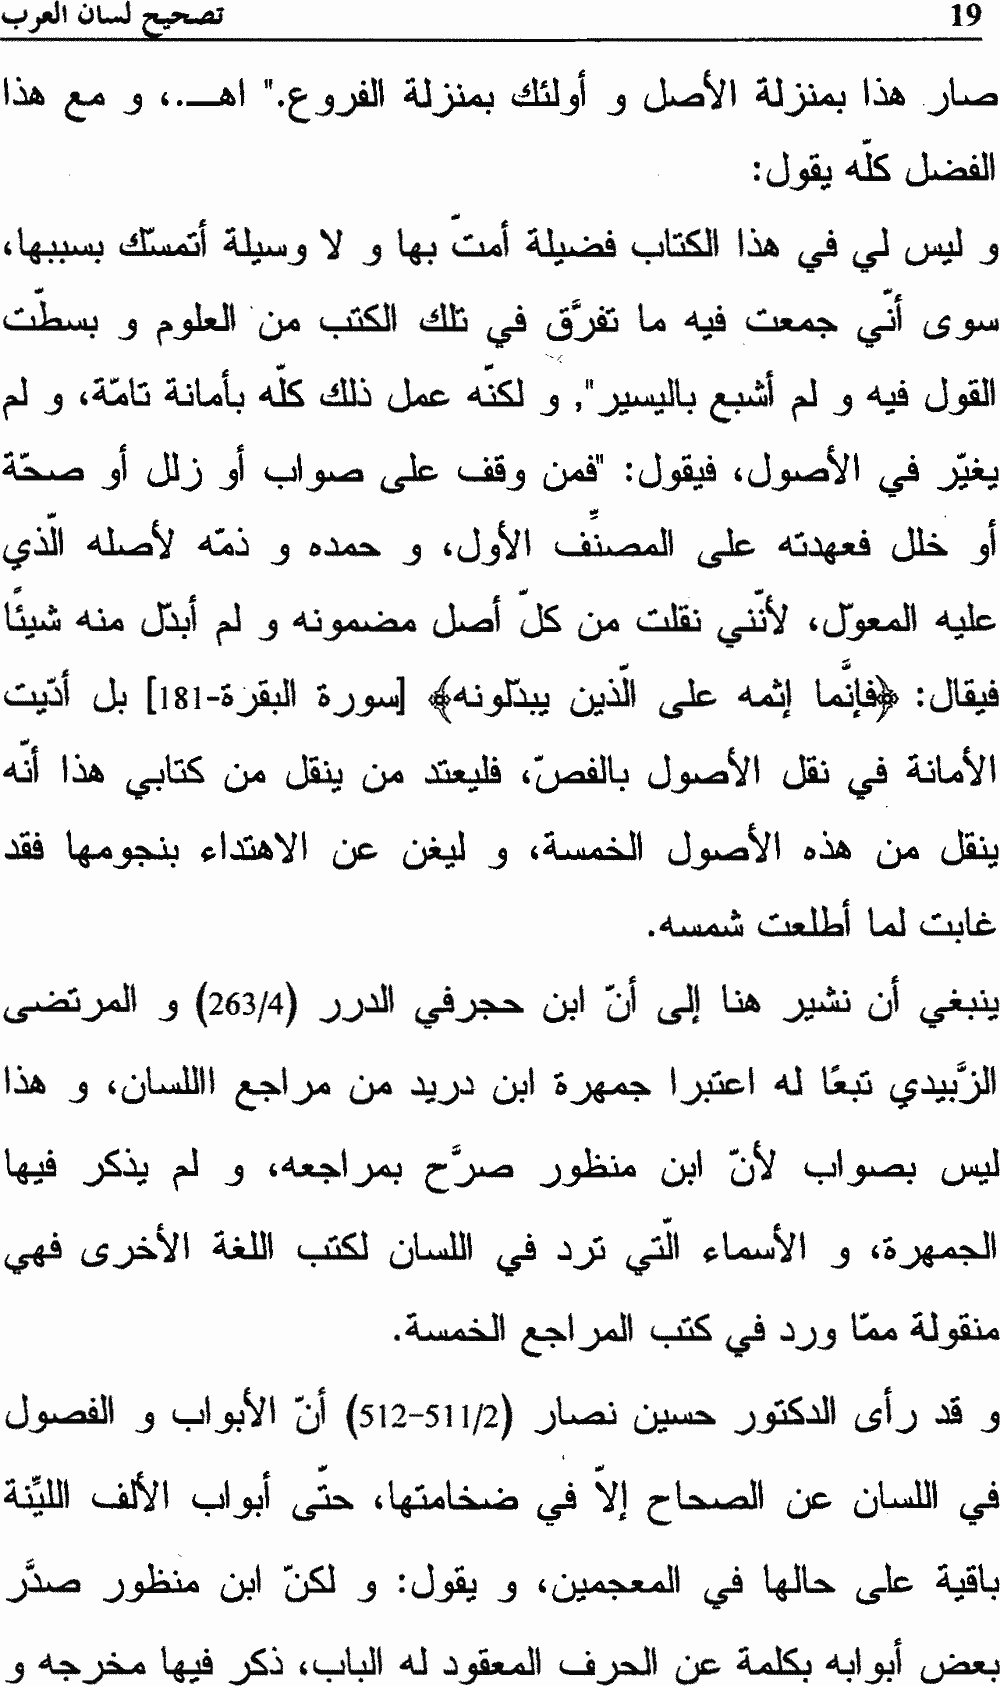 19 تصحيح لسان العرب
صار هذا بمنزلة الأصل و أولئك بمنزلة الفروع." اهـ.، و مع هذا
الفضل كلّه يقول:
و ليس لي في هذا الكتاب فضيلة أمتّ بها و لا وسيلة أتمسّك بسببها،
سوى أنّي جمعت فيه ما تفرَّق في تلك الكتب من العلوم و بسطّت
القول فيه و لم أشبع باليسير", و لكنّه عمل ذلك كلّه بأمانة تامّة، و لم
يغيّر في الأصول، فيقول: "فمن وقف على صواب أو زلل أو صحّة
أو خلل فعهدته على المصنِّف الأول، و حمده و ذمّه لأصله الّذي
عليه المعوّل، لأنّني نقلت من كلّ أصل مضمونه و لم أبدّل منه شيئًا
فيقال: ﴿فإنَّما إثمه على الّذين يبدّلونه﴾ [سورة البقرة-181] بل أدّيت
الأمانة في نقل الأصول بالفصّ، فليعتد من ينقل من كتابي هذا أنّه
ينقل من هذه الأصول الخمسة، و ليغن عن الاهتداء بنجومها فقد
غابت لما أطلعت شمسه.
ينبغي أن نشير هنا إلى أنّ ابن حجرفي الدرر (263/4) و المرتضى
الزَّبيدي تبعًا له اعتبرا جمهرة ابن دريد من مراجع االلسان، و هذا
ليس بصواب لأنّ ابن منظور صرَّح بمراجعه، و لم يذكر فيها
الجمهرة، و الأسماء الّتي ترد في اللسان لكتب اللغة الأخرى فهي
منقولة ممّا ورد في كتب المراجع الخمسة.
و قد رأى الدكتور حسين نصار (511/2-512) أنّ الأبواب و الفصول
في اللسان عن الصحاح إلاّ في ضخامتها، حتّى أبواب الألف الليِّنة
باقية على حالها في المعجمين، و يقول: و لكنّ ابن منظور صدَّر
بعض أبوابه بكلمة عن الحرف المعقود له الباب، ذكر فيها مخرجه و